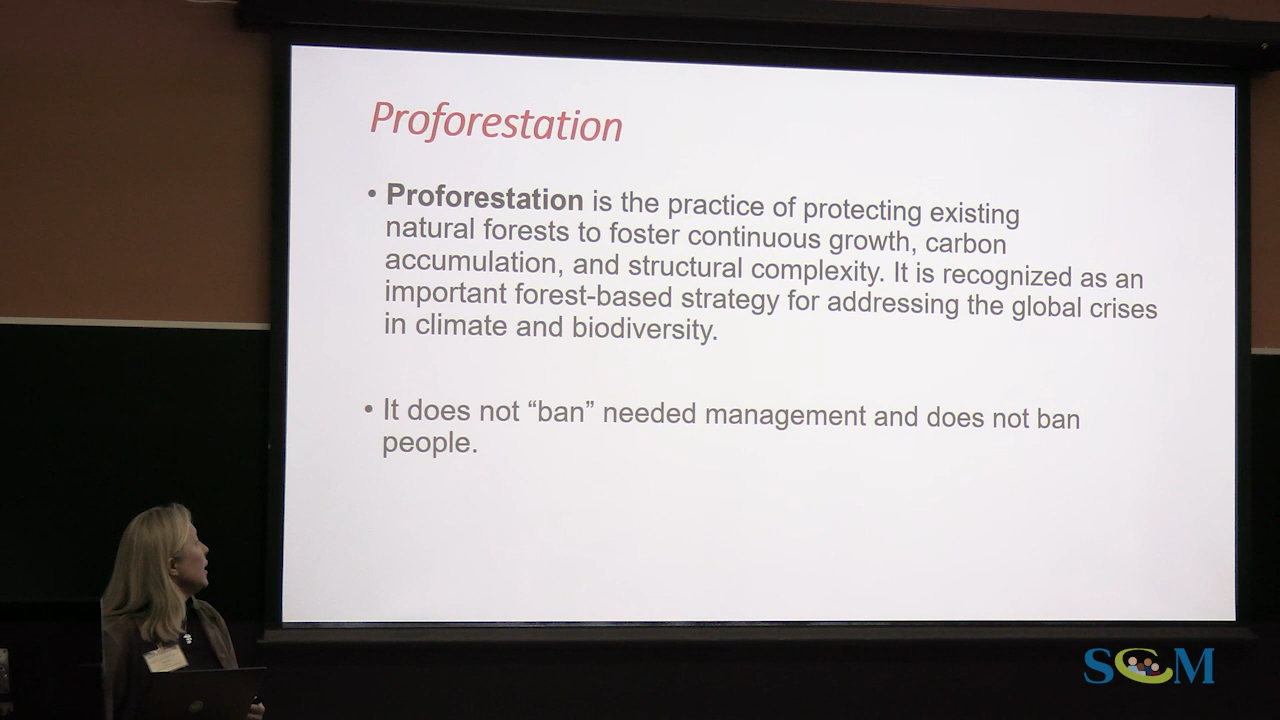 Proforestation
• Proforestation is the practice of protecting existing
natural forests to foster continuous growth, carbon
accumulation, and structural complexity. It is recognized as an
important forest-based strategy for addressing the global crises
in climate and biodiversity.
• It does not “ban” needed management and does not ban
people.
SCM